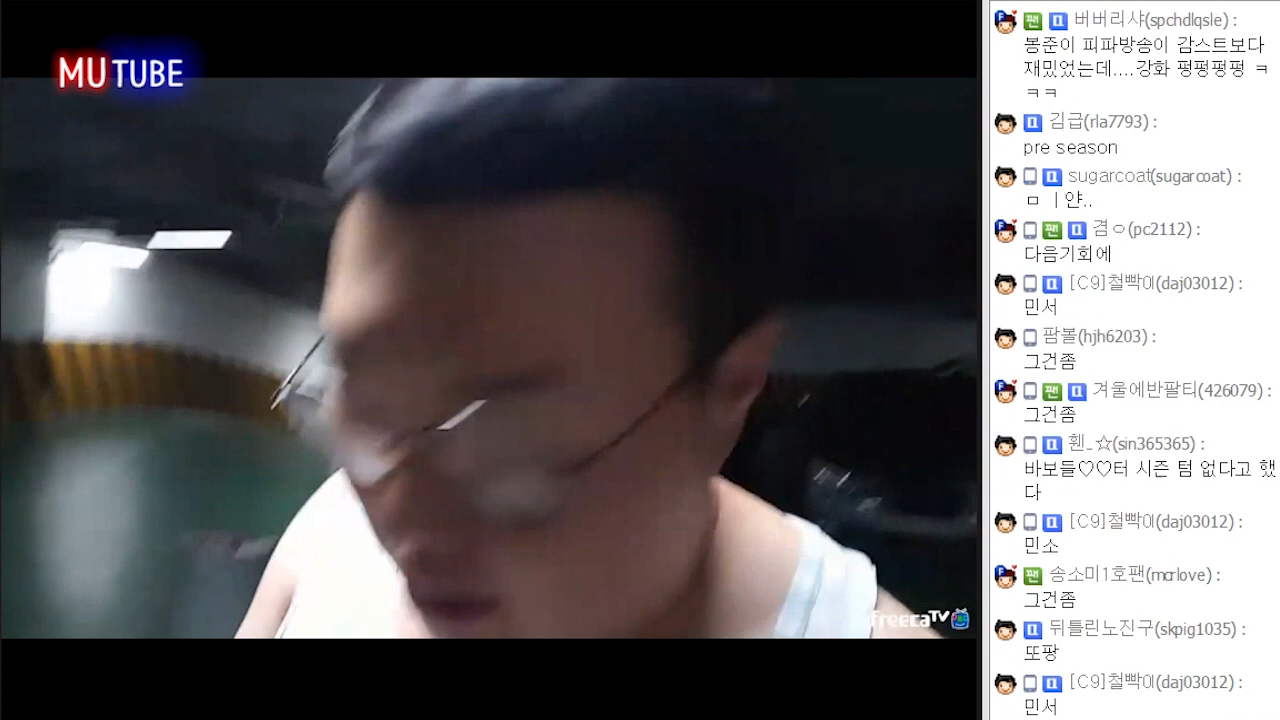 MU TUBE
freecaTV
팬 버버리샤(spchdlqsle) :
봉준이 피파방송이 감스트보다
재밌었는데....강화 펑펑펑펑 ㅋ
ㅋㅋ
김급(rla7793) :
pre season
sugarcoat(sugarcoat) :
ㅁ ㅣ얀..
팬 겸ㅇ(pc2112) :
다음기회에
[C9]철빡이(daj03012) :
민서
팜볼(hjh6203) :
그건좀
팬 겨울에반팔티(426079) :
그건좀
휀_☆(sin365365) :
바보들♡♡터 시즌 텀 없다고 했
다
[C9]철빡이(daj03012) :
민소
팬 송소미1호팬(mcrlove) :
그건좀
뒤틀린노진구(skpig1035) :
또팡
[C9]철빡이(daj03012) :
민서